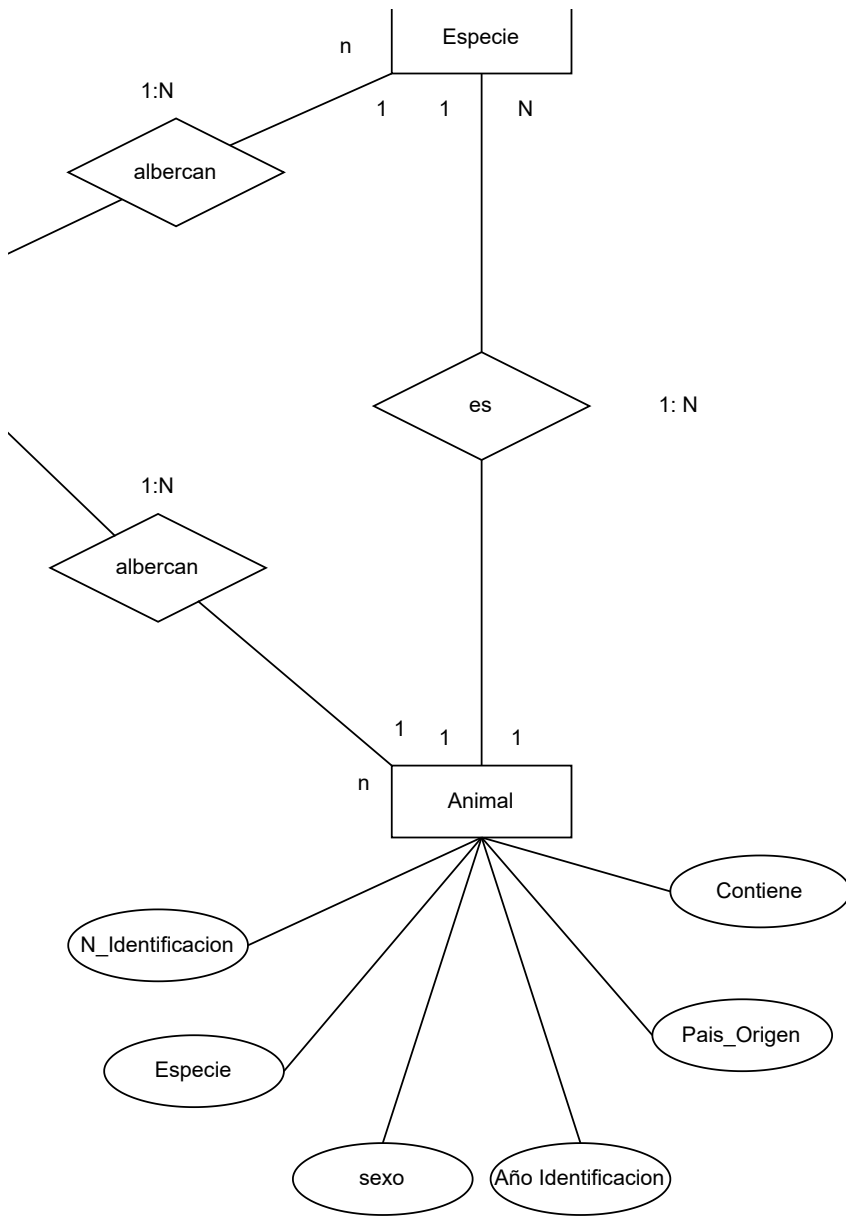 Especie
n
1:N
1
1
N
albercan
es
1: N
1:N
albercan
1
1
1
n
Animal
Contiene
N_Identificacion
Pais_Origen
Especie
sexo
Año Identificacion